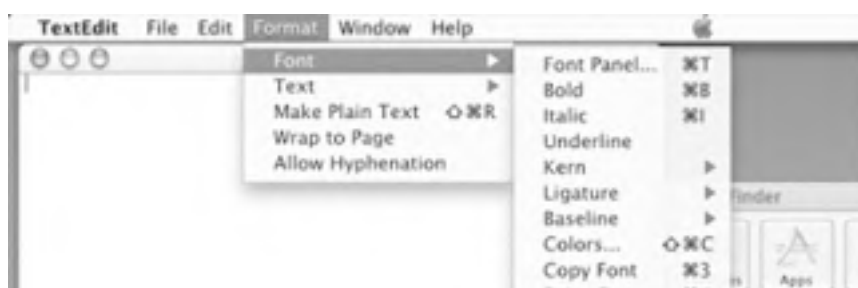 TextEdit File Edit Format Window Help
Font
Text
Make Plain Text ⇧⌘R
Wrap to Page
Allow Hyphenation
Font Panel... ⌘T
Bold ⌘B
Italic ⌘I
Underline
Kern
Ligature
Baseline
Colors... ⇧⌘C
Copy Font ⌘3
Finder
Apps